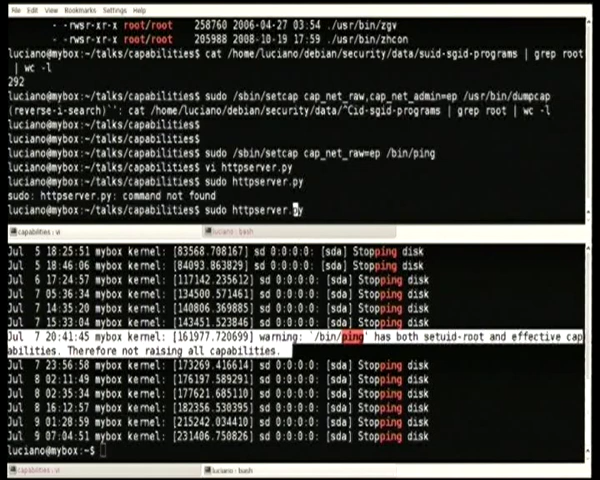 File Edit View Bookmarks Settings Help
- -rwsr-xr-x root/root 258760 2006-04-27 03:54 ./usr/bin/zgv
- -rwsr-xr-x root/root 205988 2008-10-19 17:59 ./usr/bin/zhcon
luciano@mybox:~/talks/capabilities$ cat /home/luciano/debian/security/data/suid-sgid-programs | grep root
| wc -l
292
luciano@mybox:~/talks/capabilities$ sudo /sbin/setcap cap_net_raw,cap_net_admin=ep /usr/bin/dumpcap
(reverse-i-search)`': cat /home/luciano/debian/security/data/^Cid-sgid-programs | grep root | wc -l
luciano@mybox:~/talks/capabilities$
luciano@mybox:~/talks/capabilities$
luciano@mybox:~/talks/capabilities$ sudo /sbin/setcap cap_net_raw=ep /bin/ping
luciano@mybox:~/talks/capabilities$ vi httpserver.py
luciano@mybox:~/talks/capabilities$ sudo httpserver.py
sudo: httpserver.py: command not found
luciano@mybox:~/talks/capabilities$ sudo httpserver.py
capabilities: vi luciano : bash
Jul 5 18:25:51 mybox kernel: [83568.708167] sd 0:0:0:0: [sda] Stopping disk
Jul 5 18:46:06 mybox kernel: [84093.863829] sd 0:0:0:0: [sda] Stopping disk
Jul 6 17:24:57 mybox kernel: [117142.235612] sd 0:0:0:0: [sda] Stopping disk
Jul 7 05:36:34 mybox kernel: [134500.571461] sd 0:0:0:0: [sda] Stopping disk
Jul 7 14:35:20 mybox kernel: [140806.369885] sd 0:0:0:0: [sda] Stopping disk
Jul 7 15:33:04 mybox kernel: [143451.523846] sd 0:0:0:0: [sda] Stopping disk
Jul 7 20:41:45 mybox kernel: [161977.720699] warning: `/bin/ping' has both setuid-root and effective cap
abilities. Therefore not raising all capabilities.
Jul 7 23:56:58 mybox kernel: [173269.416614] sd 0:0:0:0: [sda] Stopping disk
Jul 8 02:11:49 mybox kernel: [176197.589291] sd 0:0:0:0: [sda] Stopping disk
Jul 8 02:35:34 mybox kernel: [177621.685110] sd 0:0:0:0: [sda] Stopping disk
Jul 8 16:12:57 mybox kernel: [182356.530395] sd 0:0:0:0: [sda] Stopping disk
Jul 9 01:28:59 mybox kernel: [215242.034410] sd 0:0:0:0: [sda] Stopping disk
Jul 9 07:04:51 mybox kernel: [231406.750826] sd 0:0:0:0: [sda] Stopping disk
luciano@mybox:~$
capabilities: vi luciano : bash